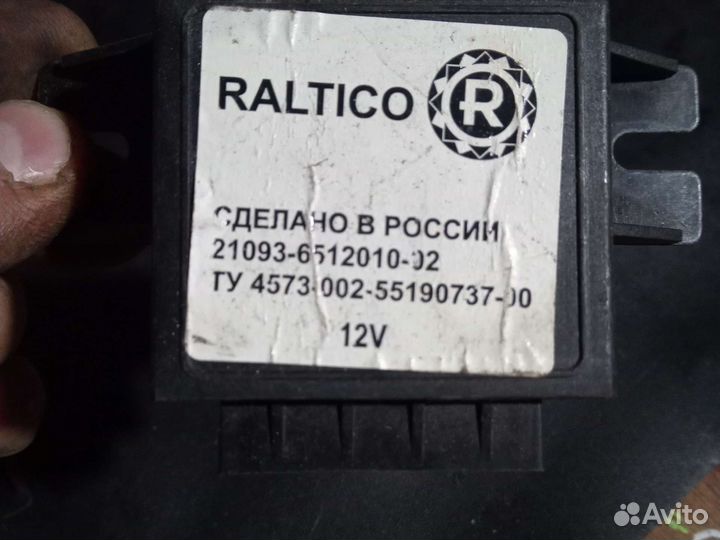 RALTICO
R
СДЕЛАНО В РОССИИ
21093-6512010-02
ТУ 4573-002-55190737-00
12V
Avito